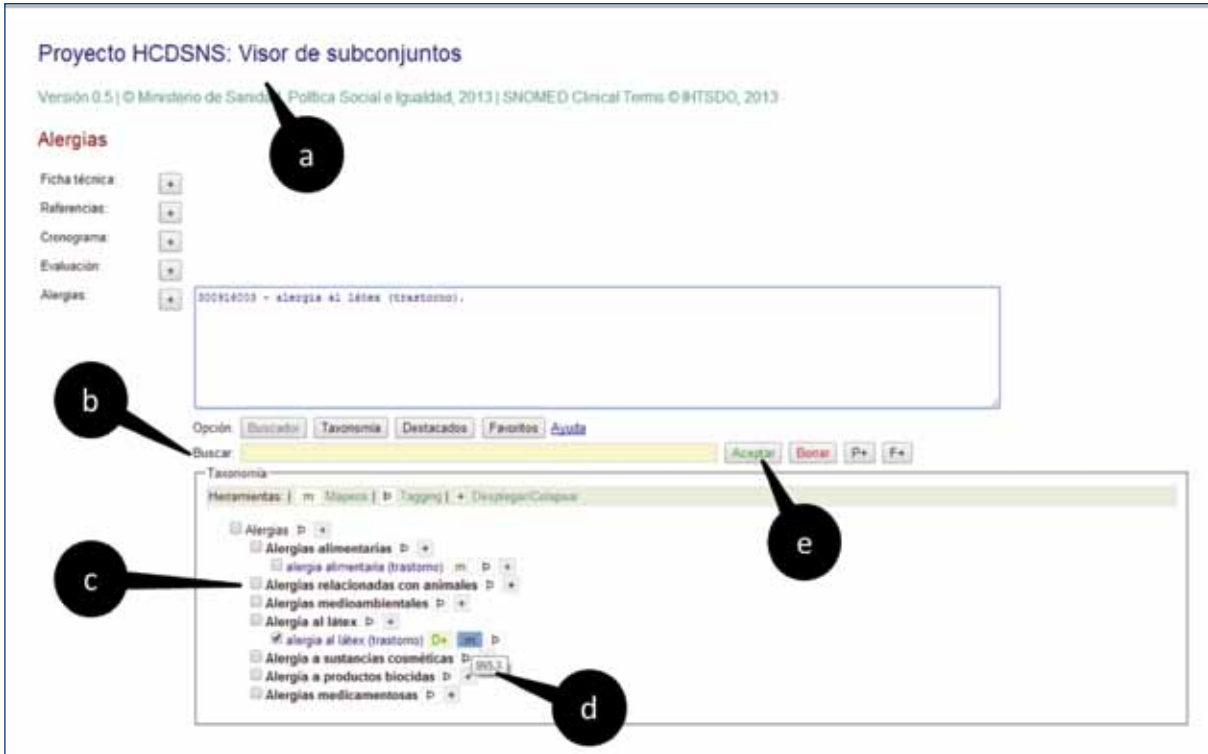 Proyecto HCDSNS: Visor de subconjuntos
Versión 0.5 | © Ministerio de Sanidad, Política Social e Igualdad, 2013 | SNOMED Clinical Terms © IHTSDO, 2013
a
Alergias
Ficha técnica: +
Referencias: +
Cronograma: +
Evaluación: +
Alergias: + 300916003 - alergia al látex (trastorno).
b
Opción: Buscador Taxonomía Destacados Favoritos Ayuda
Buscar: Aceptar Borrar P+ F+
Taxonomía
Herramientas: | m Mapeos | Þ Tagging | + Desplegar/Colapsar
e
Alergias Þ +
Alergias alimentarias Þ +
alergia alimentaria (trastorno) m Þ +
c
Alergias relacionadas con animales Þ +
Alergias medioambientales Þ +
Alergia al látex Þ +
alergia al látex (trastorno) D+ m Þ
Alergia a sustancias cosméticas Þ
Alergia a productos biocidas Þ +
d
Alergias medicamentosas Þ +